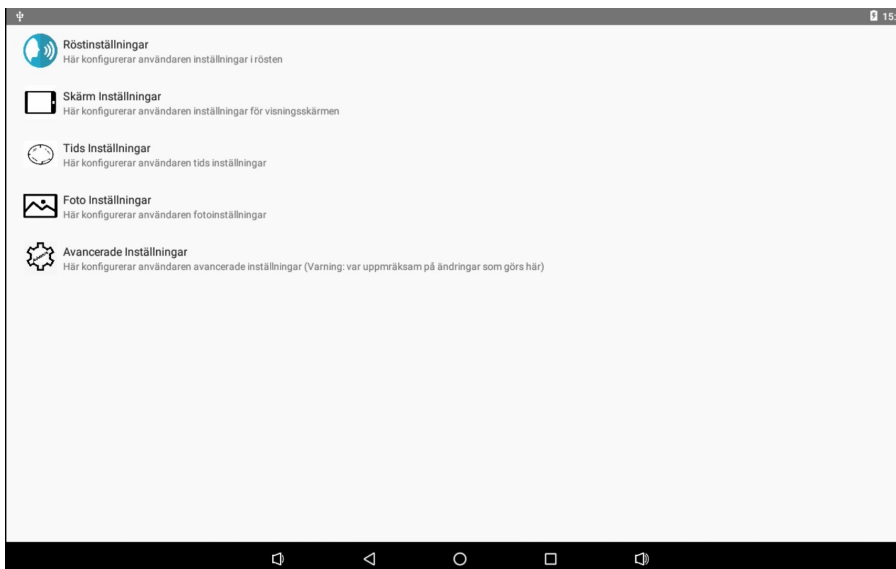 15:
Röstinställningar
Här konfigurerar användaren inställningar i rösten
Skärm Inställningar
Här konfigurerar användaren inställningar för visningsskärmen
Tids Inställningar
Här konfigurerar användaren tids inställningar
Foto Inställningar
Här konfigurerar användaren fotoinställningar
Avancerade Inställningar
Här konfigurerar användaren avancerade inställningar (Varning: var uppmräksam på ändringar som görs här)